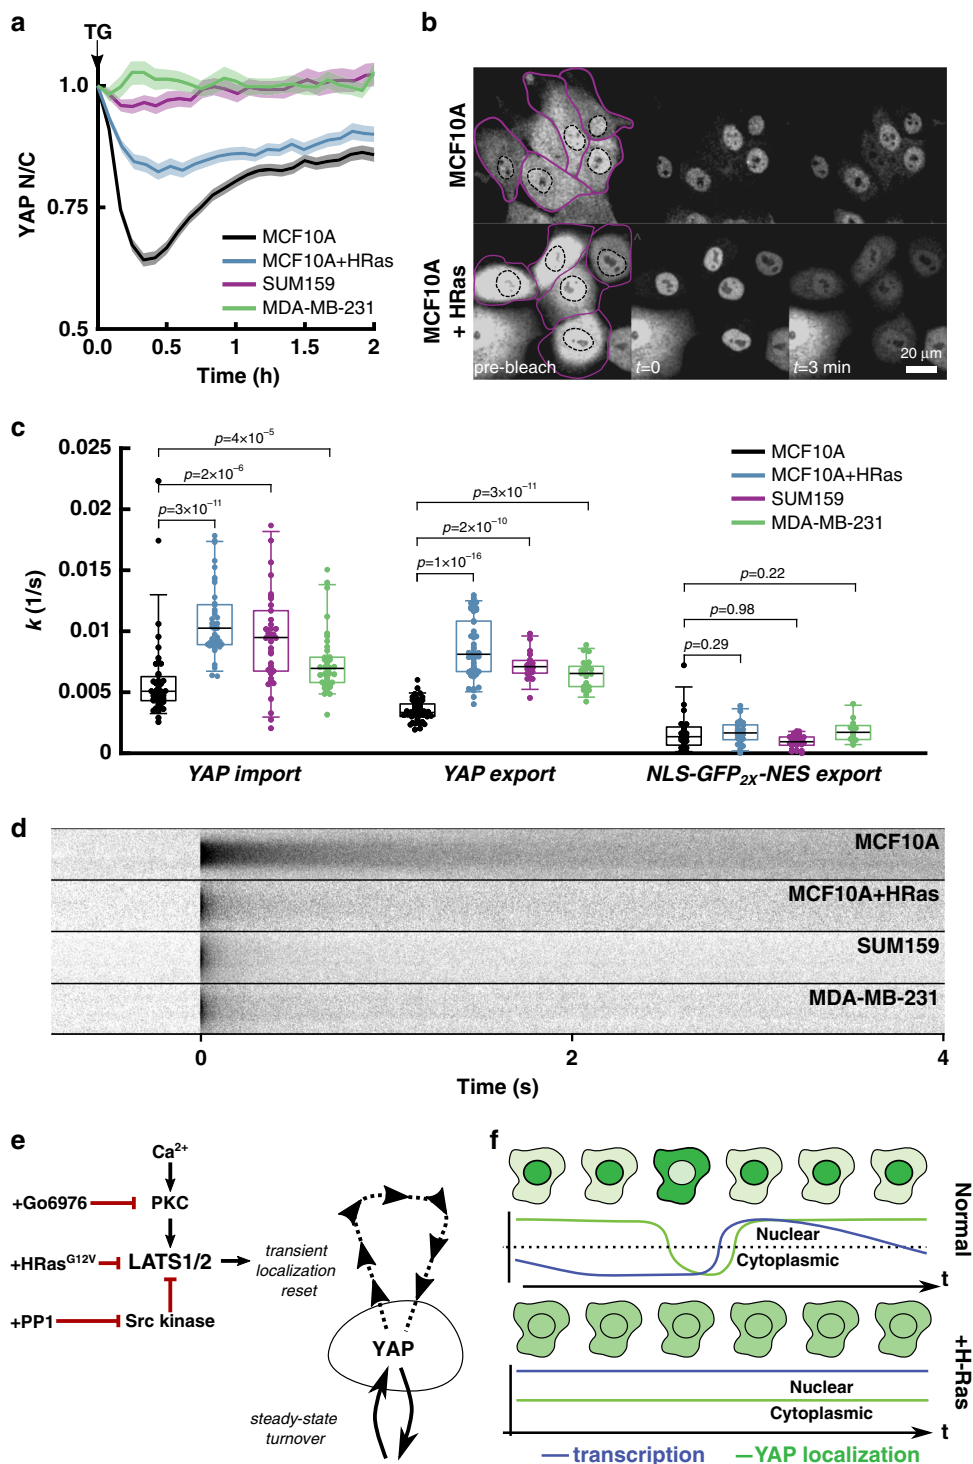 a
TG
1.0
0.75
0.5
YAP N/C
MCF10A
MCF10A+HRas
SUM159
MDA-MB-231
0.0
0.5
1
1.5
2
Time (h)
b
MCF10A
MCF10A
+ HRas
pre-bleach
t=0
t=3 min
20 µm
^
c
0.025
0.02
0.015
0.01
0.005
0
k (1/s)
p=4×10⁻⁵
p=2×10⁻⁶
p=3×10⁻¹¹
p=3×10⁻¹¹
p=2×10⁻¹⁰
p=1×10⁻¹⁶
p=0.22
p=0.98
p=0.29
MCF10A
MCF10A+HRas
SUM159
MDA-MB-231
YAP import
YAP export
NLS-GFP₂ₓ-NES export
d
MCF10A
MCF10A+HRas
SUM159
MDA-MB-231
0
2
4
Time (s)
e
Ca²⁺
+Go6976
PKC
+HRasᴳ¹²ⱽ
LATS1/2
transient
localization
reset
+PP1
Src kinase
YAP
steady-state
turnover
f
Normal
Nuclear
Cytoplasmic
t
+H-Ras
Nuclear
Cytoplasmic
t
transcription
YAP localization